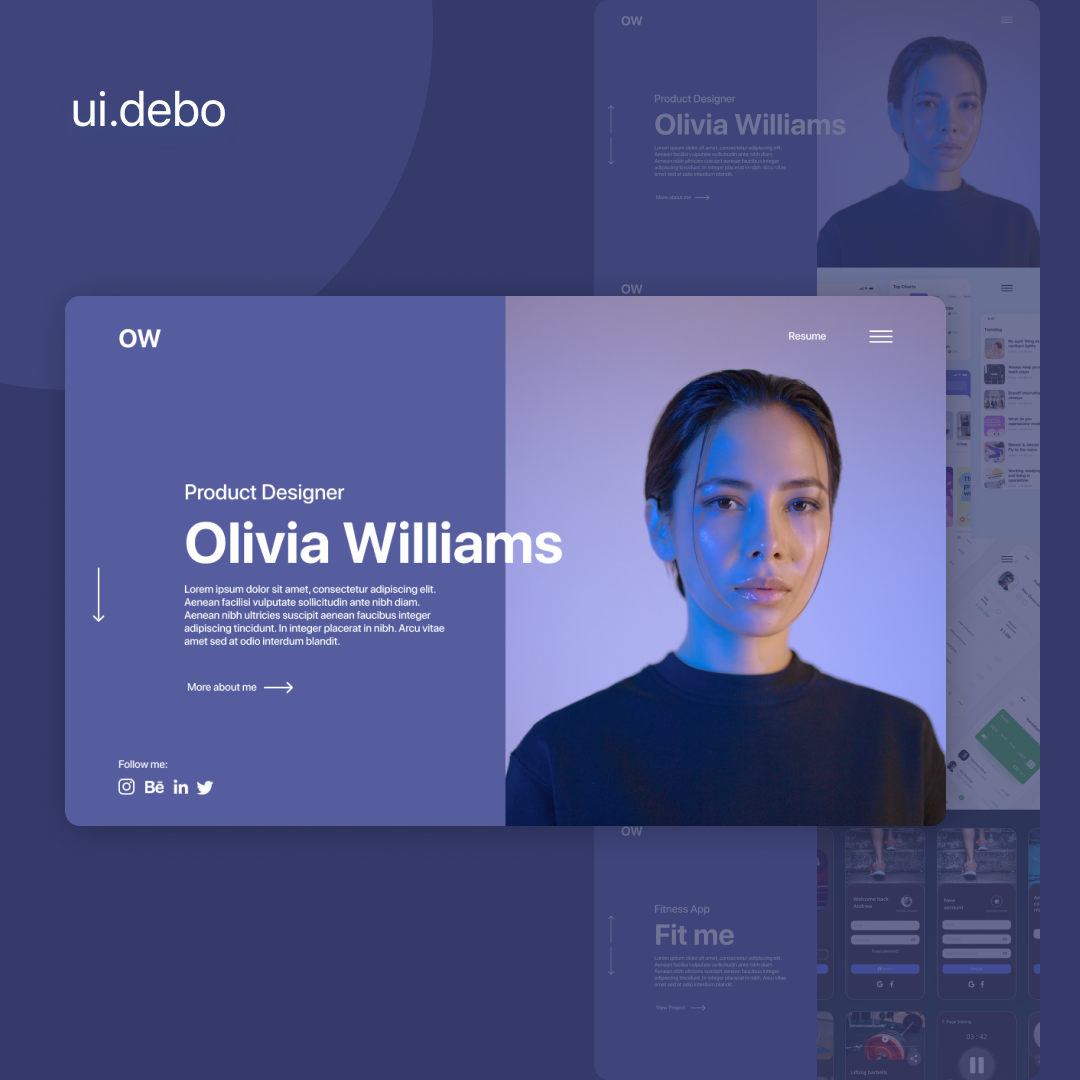 ui.debo
OW
Product Designer
Olivia Williams
Lorem ipsum dolor sit amet, consectetur adipiscing elit.
Aenean facilisi vulputate sollicitudin ante nibh diam.
Aenean nibh ultricies suscipit aenean faucibus integer
adipiscing tincidunt. In integer placerat in nibh. Arcu vitae
amet sed at odio interdum blandit.
More about me
OW
Top Charts
Trending
OW
Resume
Product Designer
Olivia Williams
Lorem ipsum dolor sit amet, consectetur adipiscing elit.
Aenean facilisi vulputate sollicitudin ante nibh diam.
Aenean nibh ultricies suscipit aenean faucibus integer
adipiscing tincidunt. In integer placerat in nibh. Arcu vitae
amet sed at odio interdum blandit.
More about me
Follow me:
Bē in
OW
Fitness App
Fit me
Lorem ipsum dolor sit amet, consectetur adipiscing elit.
Aenean facilisi vulputate sollicitudin ante nibh diam.
Aenean nibh ultricies suscipit aenean faucibus integer
adipiscing tincidunt. In integer placerat in nibh. Arcu vitae
amet sed at odio interdum blandit.
View Project
Welcome back
Andrew
New
account
G f
G f
03 : 42
Lifting barbells